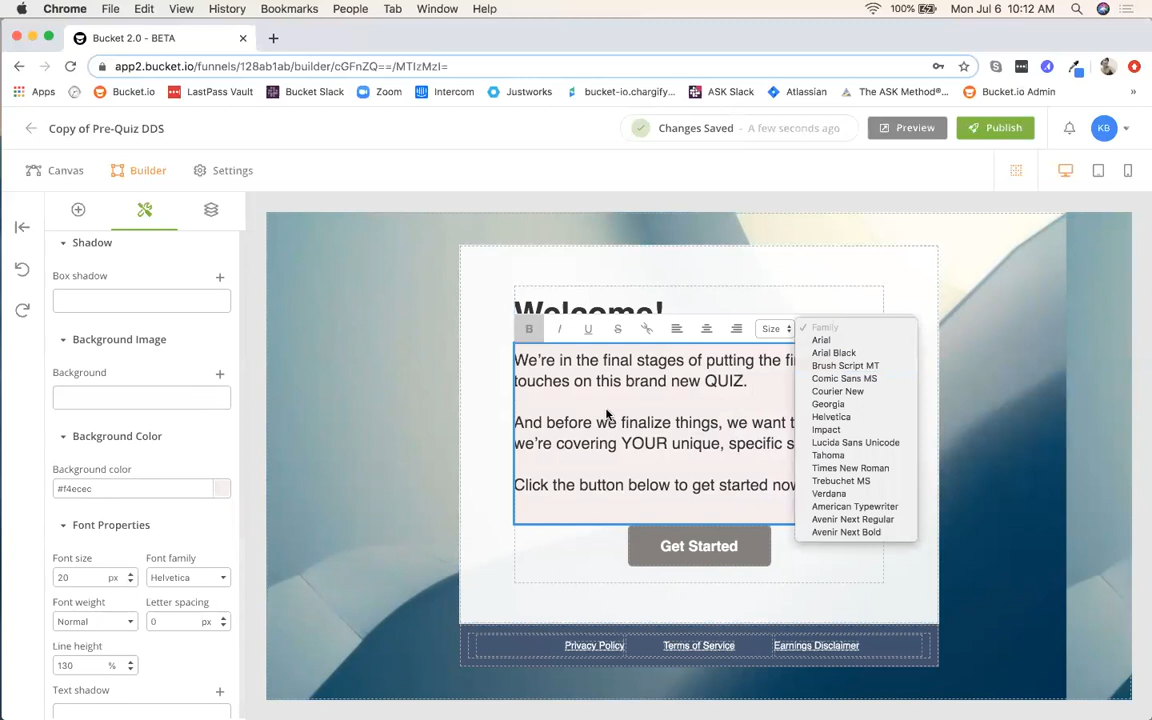 Chrome File Edit View History Bookmarks People Tab Window Help 100% Mon Jul 6 10:12 AM
Bucket 2.0 - BETA
app2.bucket.io/funnels/128ab1ab/builder/cGFnZQ==/MTIzMzI=
Apps Bucket.io LastPass Vault Bucket Slack Zoom Intercom Justworks bucket-io.chargify... ASK Slack Atlassian The ASK Method®... Bucket.io Admin »
Copy of Pre-Quiz DDS Changes Saved - A few seconds ago Preview Publish KB
Canvas Builder Settings
Shadow
Box shadow
Background Image
Background
Background Color
Background color
#f4ecec
Font Properties
Font size Font family
20 px Helvetica
Font weight Letter spacing
Normal 0 px
Line height
130 %
Text shadow
Welcome!
B I U S Size
We're in the final stages of putting the fi
touches on this brand new QUIZ.
And before we finalize things, we want t
we're covering YOUR unique, specific s
Click the button below to get started now
✓ Family
Arial
Arial Black
Brush Script MT
Comic Sans MS
Courier New
Georgia
Helvetica
Impact
Lucida Sans Unicode
Tahoma
Times New Roman
Trebuchet MS
Verdana
American Typewriter
Avenir Next Regular
Avenir Next Bold
Get Started
Privacy Policy Terms of Service Earnings Disclaimer